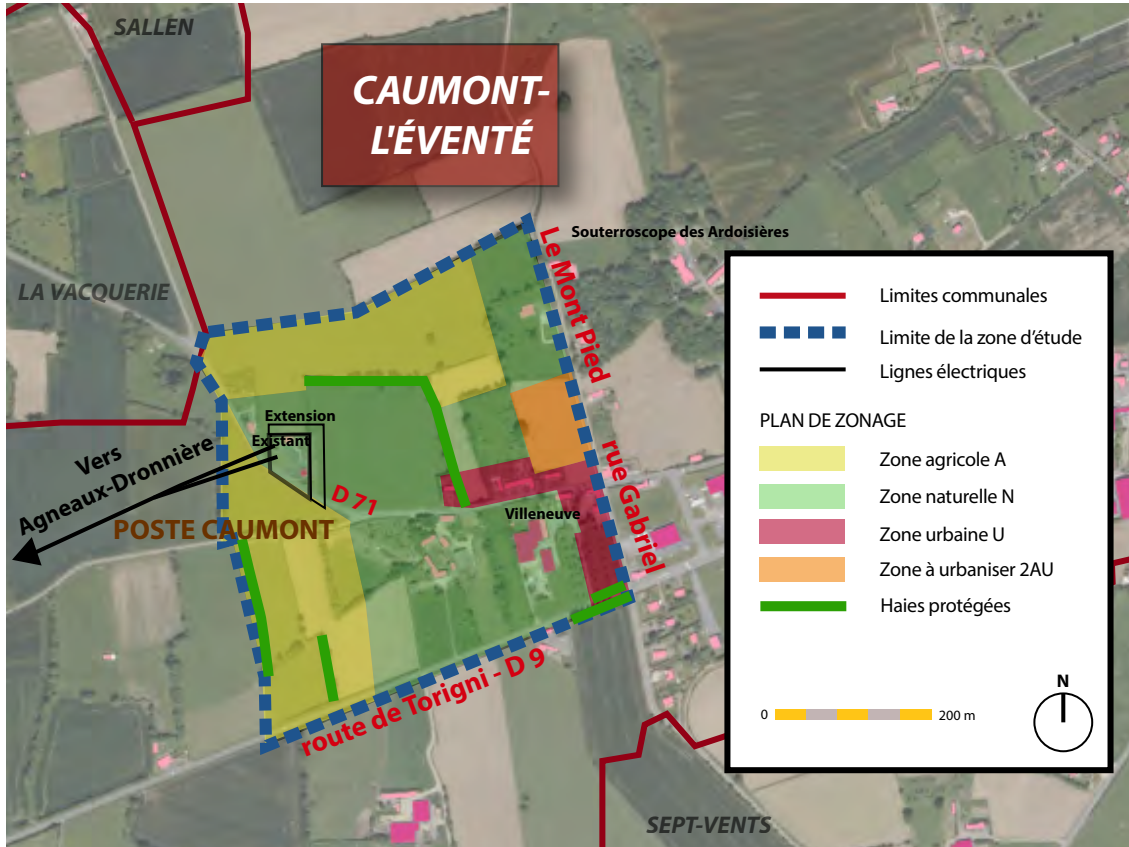 SALLEN
CAUMONT-
L'ÉVENTÉ
Souterroscope des Ardoisières
Le Mont Pied
LA VACQUERIE
Extension
Existant
Vers
Agneaux-Dronnière
D 71
POSTE CAUMONT
Villeneuve
rue Gabriel
route de Torigni - D 9
SEPT-VENTS
Limites communales
Limite de la zone d'étude
Lignes électriques
PLAN DE ZONAGE
Zone agricole A
Zone naturelle N
Zone urbaine U
Zone à urbaniser 2AU
Haies protégées
N
0 200 m